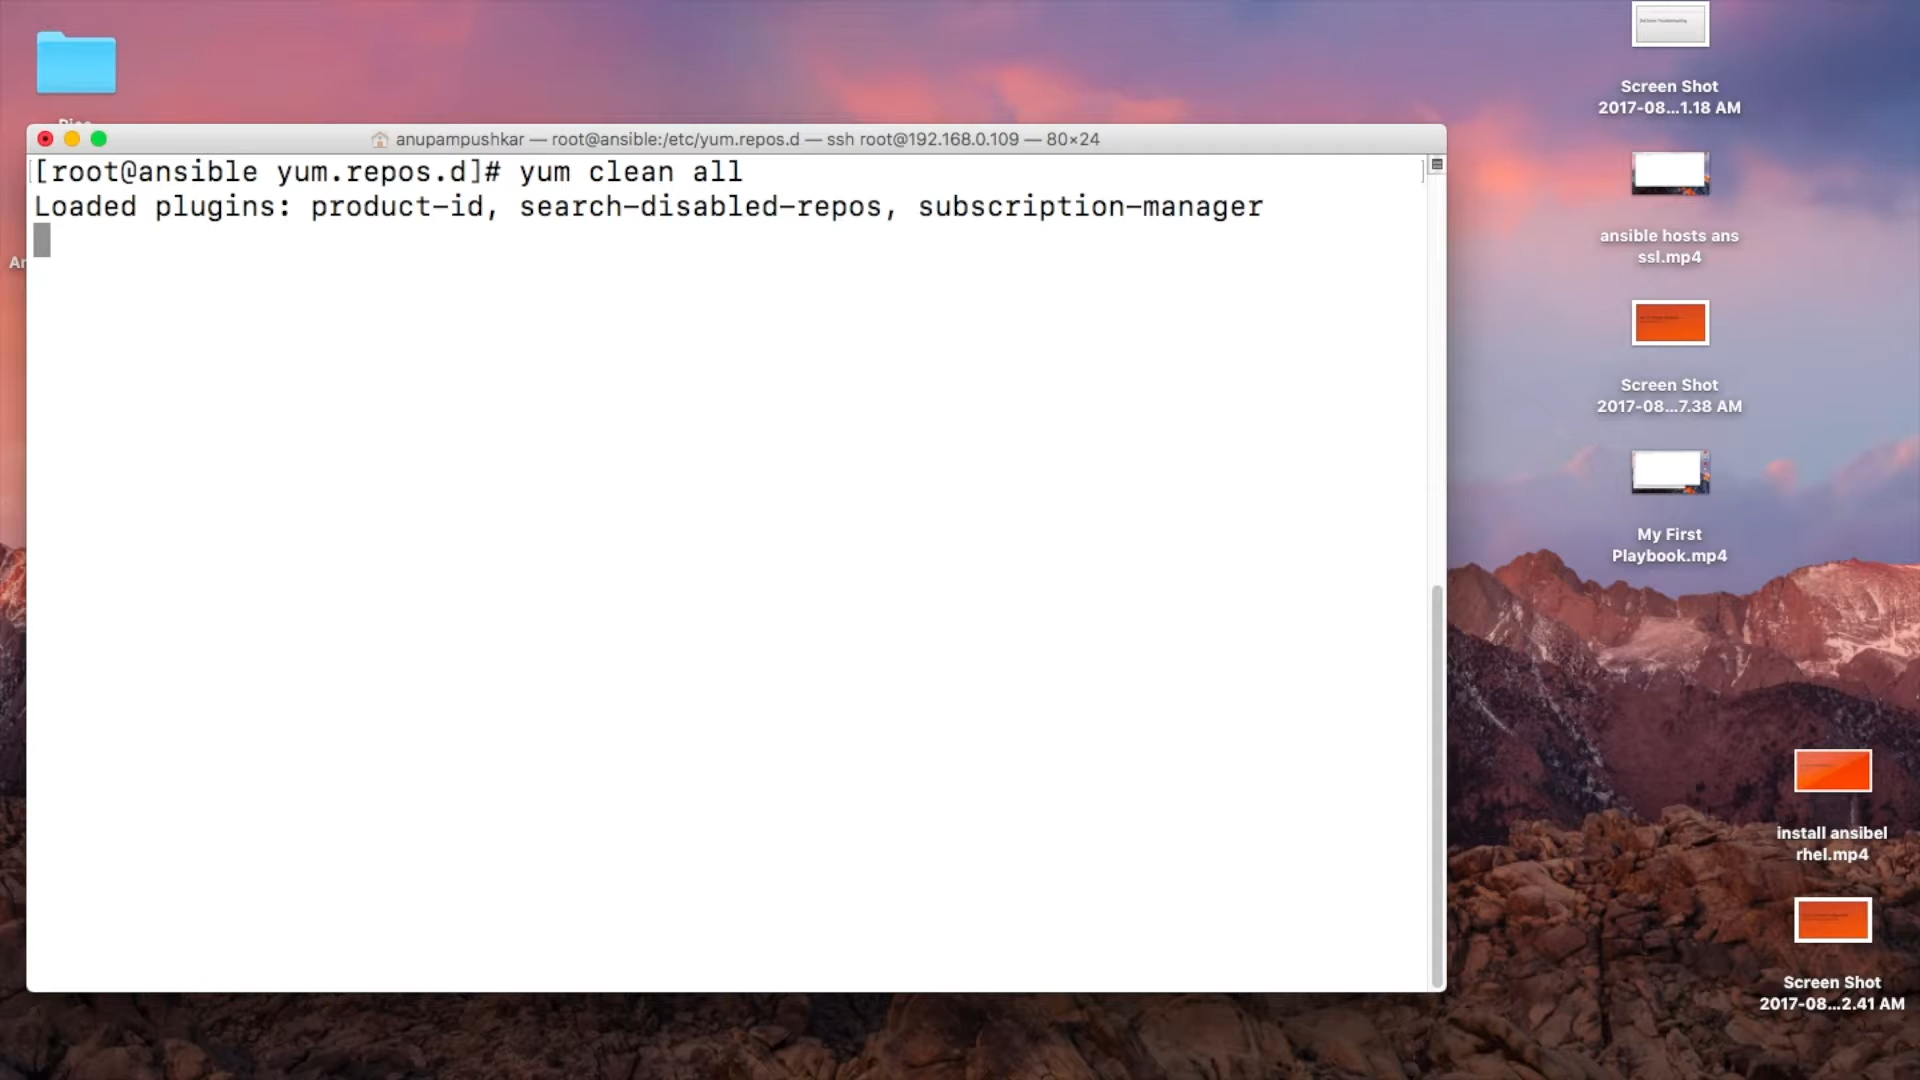 anupampushkar — root@ansible:/etc/yum.repos.d — ssh root@192.168.0.109 — 80×24
[root@ansible yum.repos.d]# yum clean all
Loaded plugins: product-id, search-disabled-repos, subscription-manager
Screen Shot
2017-08...1.18 AM
ansible hosts ans
ssl.mp4
Screen Shot
2017-08...7.38 AM
My First
Playbook.mp4
install ansibel
rhel.mp4
Screen Shot
2017-08...2.41 AM